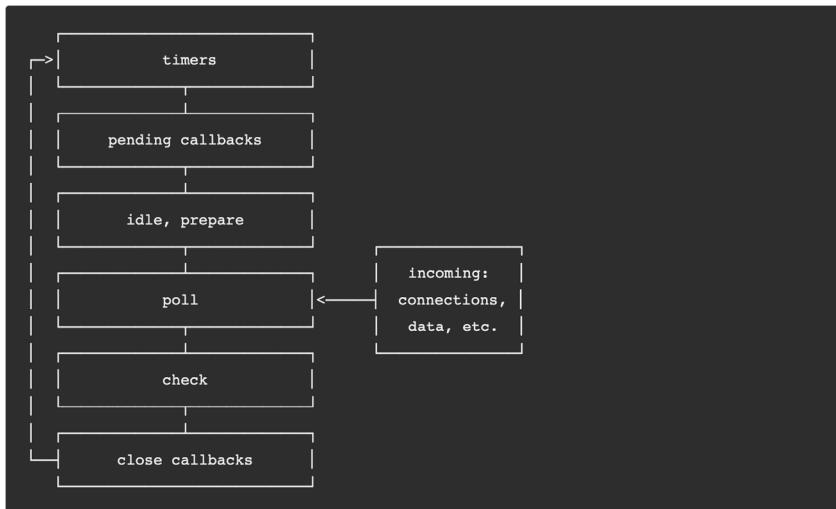 timers
pending callbacks
idle, prepare
poll
incoming:
connections,
data, etc.
check
close callbacks